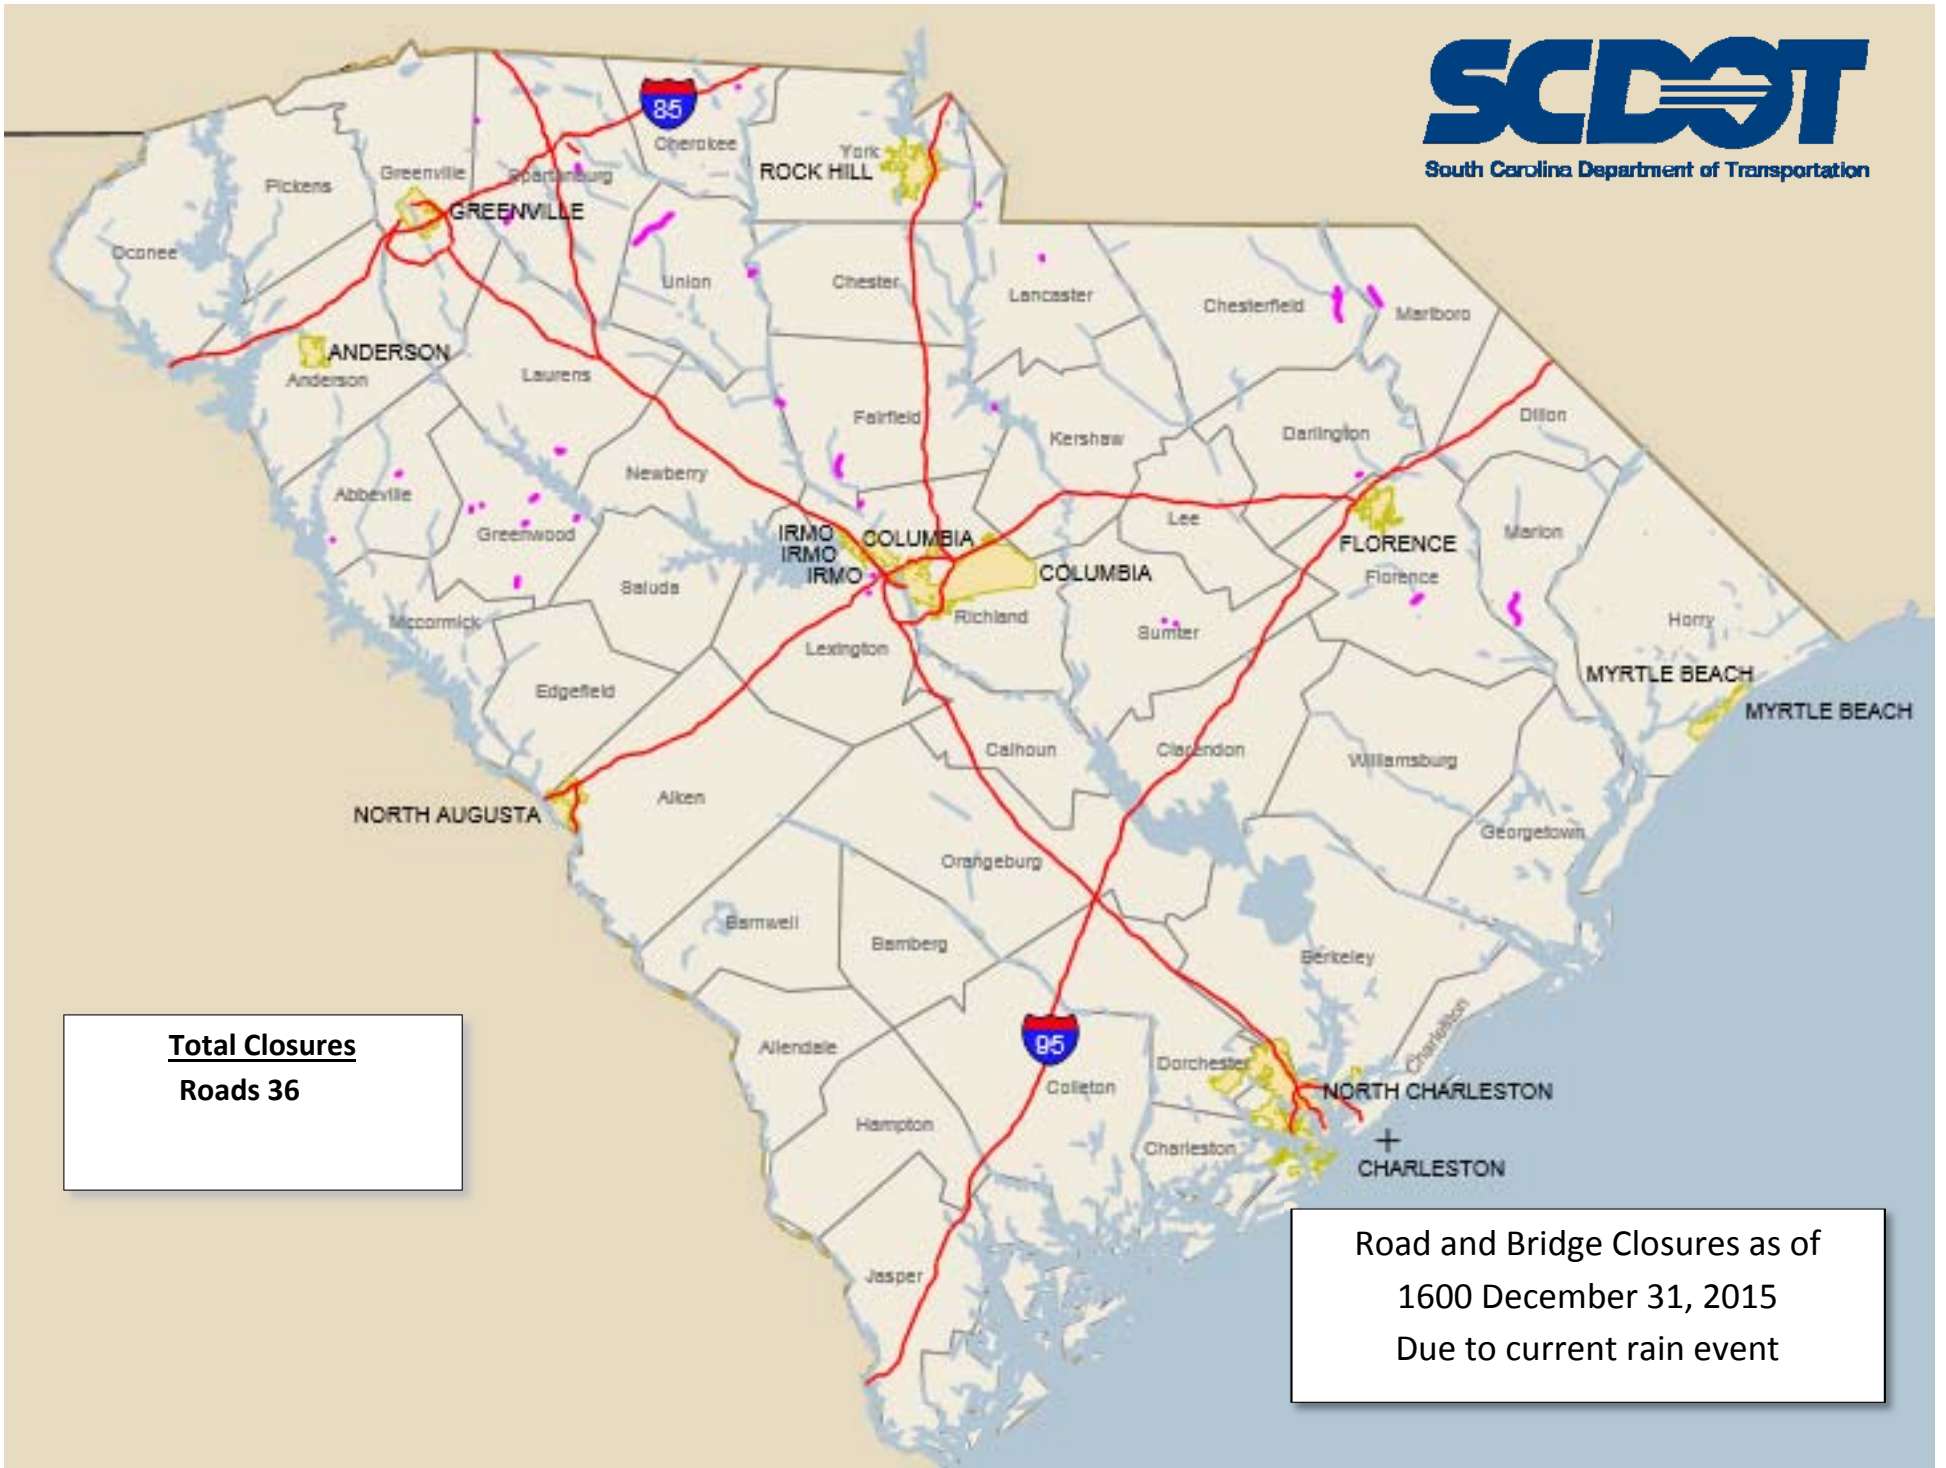 SCDOT
South Carolina Department of Transportation
85
Cherokee
York
ROCK HILL
Greenville
Spartanburg
Pickens
GREENVILLE
Oconee
Union
Chester
Lancaster
Chesterfield
Marlboro
ANDERSON
Anderson
Laurens
Fairfield
Kershaw
Darlington
Dillon
Abbeville
Newberry
Greenwood
IRMO
IRMO
IRMO
COLUMBIA
COLUMBIA
Lee
FLORENCE
Florence
Marion
Saluda
Mccormick
Richland
Sumter
Horry
Lexington
Edgefield
MYRTLE BEACH
MYRTLE BEACH
Calhoun
Clarendon
Williamsburg
Aiken
NORTH AUGUSTA
Georgetown
Orangeburg
Barnwell
Bamberg
Berkeley
Charleston
Allendale
95
Dorchester
Colleton
NORTH CHARLESTON
Hampton
Charleston
CHARLESTON
Jasper
Total Closures
Roads 36
Road and Bridge Closures as of
1600 December 31, 2015
Due to current rain event